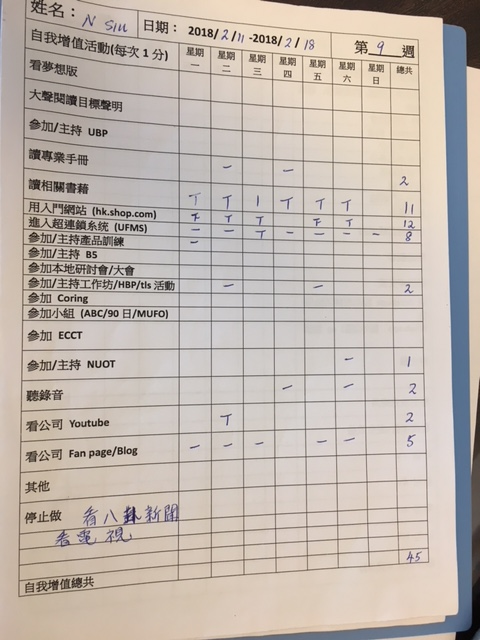 姓名: N Siu 日期: 2018/2/11-2018/2/18 第 9 週
自我增值活動(每次 1 分) 星期一 星期二 星期三 星期四 星期五 星期六 星期日 總共
看夢想版
大聲閱讀目標聲明
參加/主持 UBP
讀專業手冊 一 一 2
讀相關書籍 T T I T T T 11
用入門網站 (hk.shop.com) T T T T 12
進入超連鎖系統 (UFMS) 一 一 T 一 一 一 一 8
參加/主持產品訓練 一
參加/主持 B5
參加本地研討會/大會
參加/主持工作坊/HBP/tls 活動 一 一 2
參加 Coring
參加小組 (ABC/90 日/MUFO)
參加 ECCT
參加/主持 NUOT 一 1
聽錄音 一 一 2
看公司 Youtube T 2
看公司 Fan page/Blog 一 一 一 一 一 5
其他
停止做 看八卦新聞
看電視
45
自我增值總共